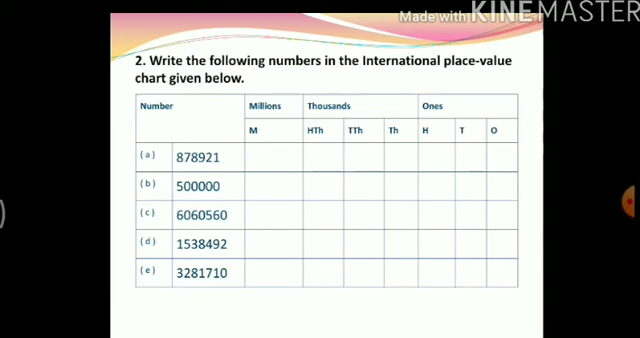 Made with KINEMASTER
2. Write the following numbers in the International place-value
chart given below.
Number Millions Thousands Ones
M HTh TTh Th H T O
(a) 878921
(b) 500000
(c) 6060560
(d) 1538492
(e) 3281710